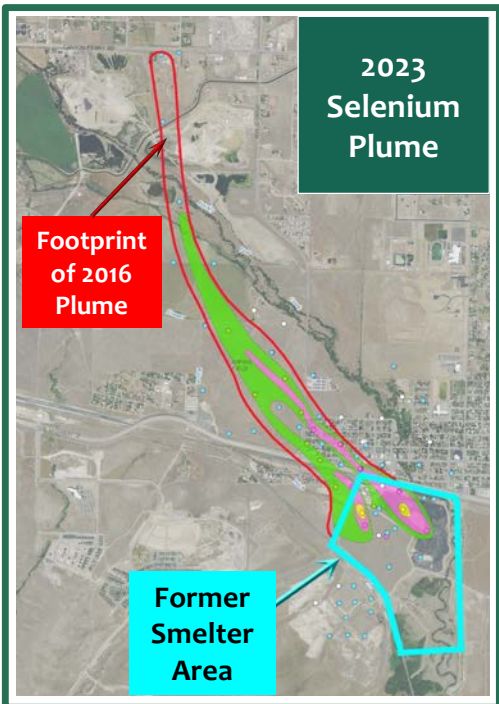 2023
Selenium
Plume
Footprint
of 2016
Plume
Former
Smelter
Area